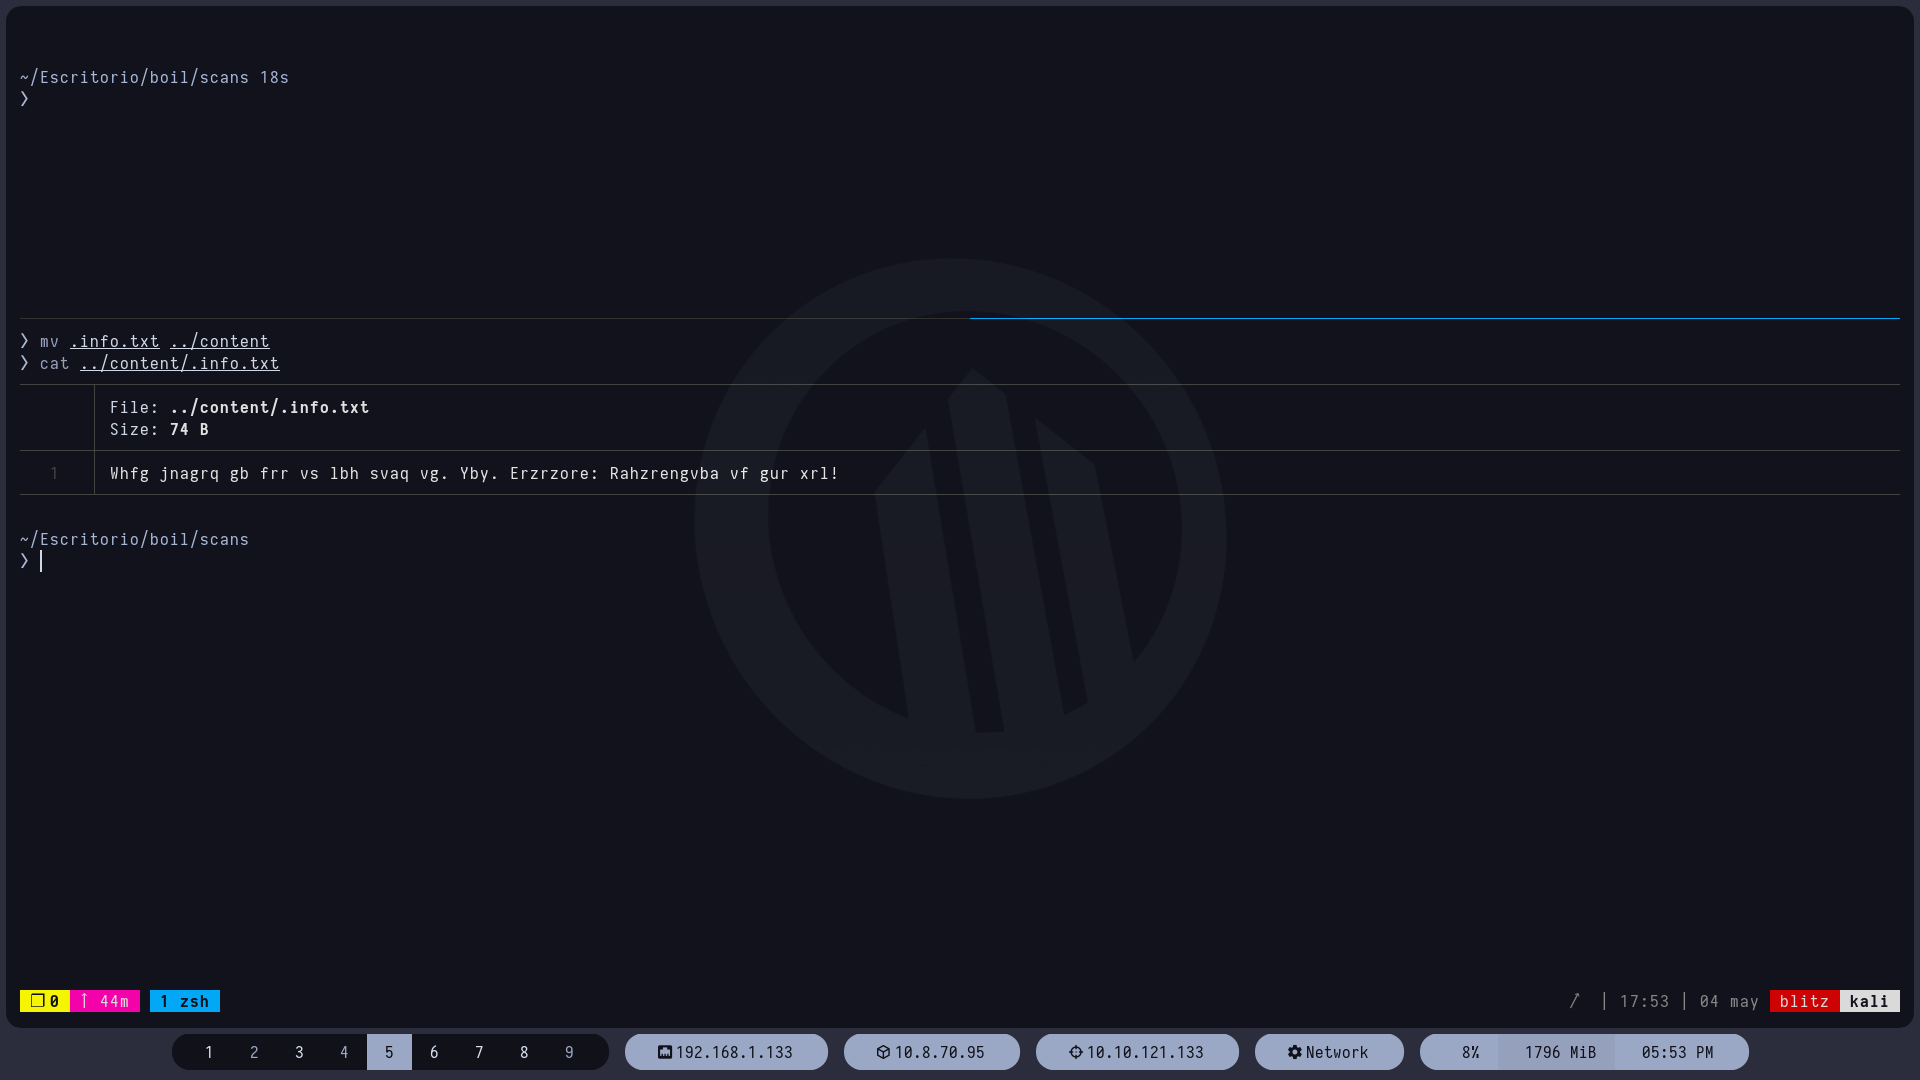 ~/Escritorio/boil/scans 18s
❯
❯ mv .info.txt ../content
❯ cat ../content/.info.txt
File: ../content/.info.txt
Size: 74 B
1 Whfg jnagrq gb frr vs lbh svaq vg. Yby. Erzrzore: Rahzrengvba vf gur xrl!
~/Escritorio/boil/scans
❯
❐ 0 ↑ 44m 1 zsh ↗ | 17:53 | 04 may blitz kali
1 2 3 4 5 6 7 8 9 192.168.1.133 10.8.70.95 10.10.121.133 Network 8% 1796 MiB 05:53 PM